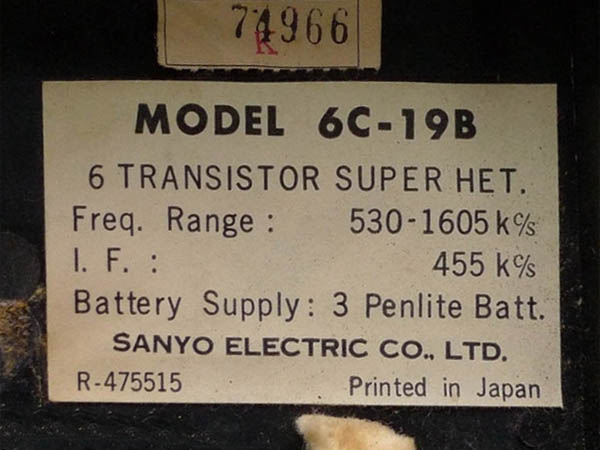 71966
K
MODEL 6C-19B
6 TRANSISTOR SUPER HET.
Freq. Range : 530-1605 k c/s
I. F. : 455 k c/s
Battery Supply : 3 Penlite Batt.
SANYO ELECTRIC CO., LTD.
R-475515 Printed in Japan